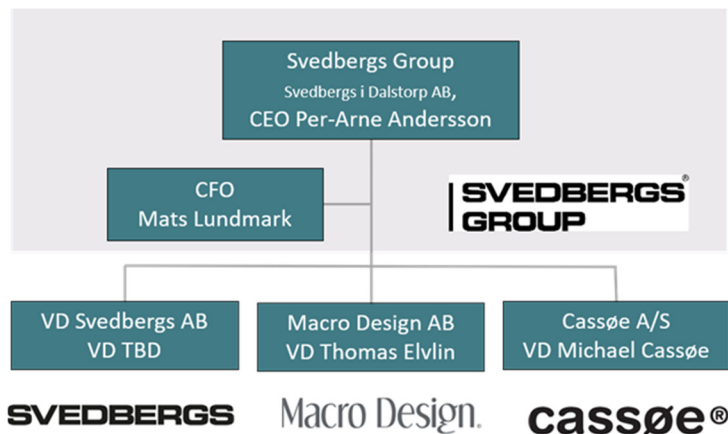 Svedbergs Group
Svedbergs i Dalstorp AB,
CEO Per-Arne Andersson
CFO
Mats Lundmark
SVEDBERGS®
GROUP
VD Svedbergs AB
VD TBD
Macro Design AB
VD Thomas Elvlin
Cassøe A/S
VD Michael Cassøe
SVEDBERGS
Macro Design.
cassøe®